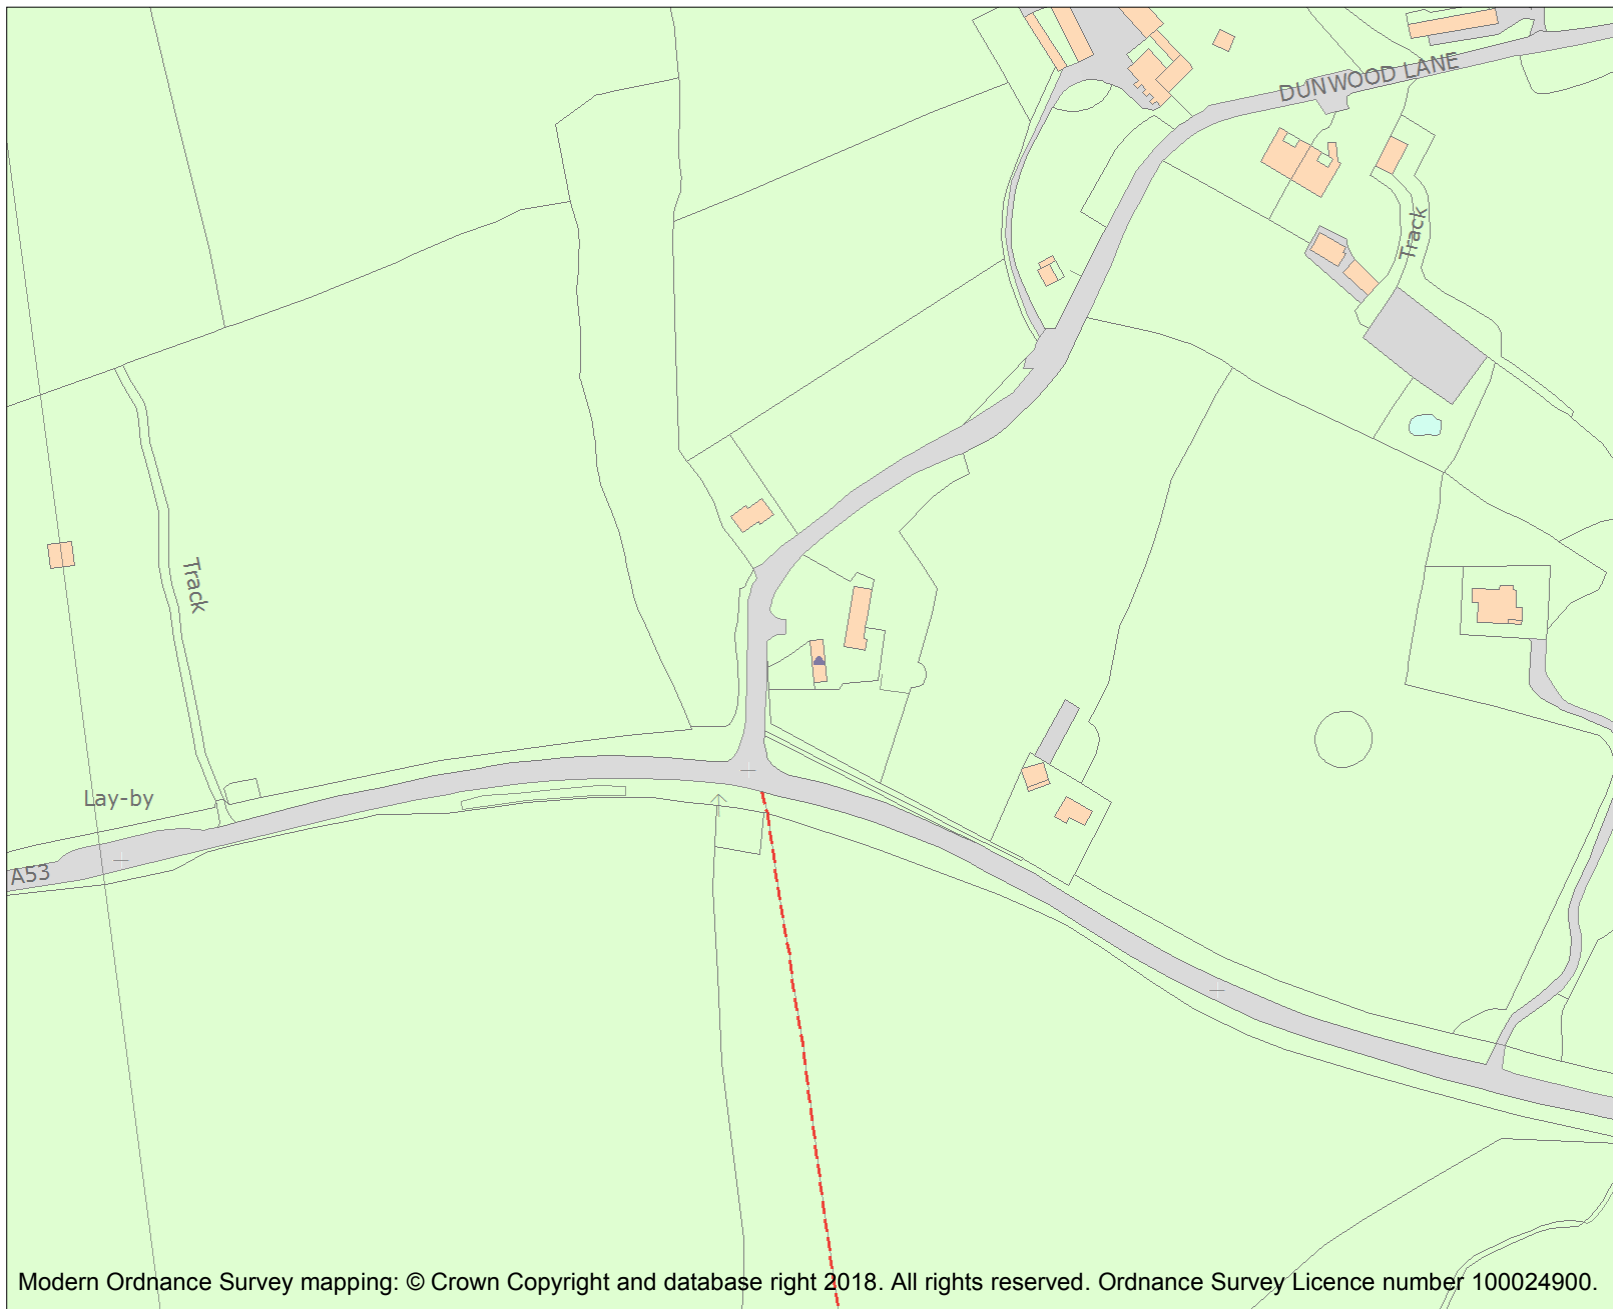 DUNWOOD LANE
Track
Track
Lay-by
A53
Modern Ordnance Survey mapping: © Crown Copyright and database right 2018. All rights reserved. Ordnance Survey Licence number 100024900.